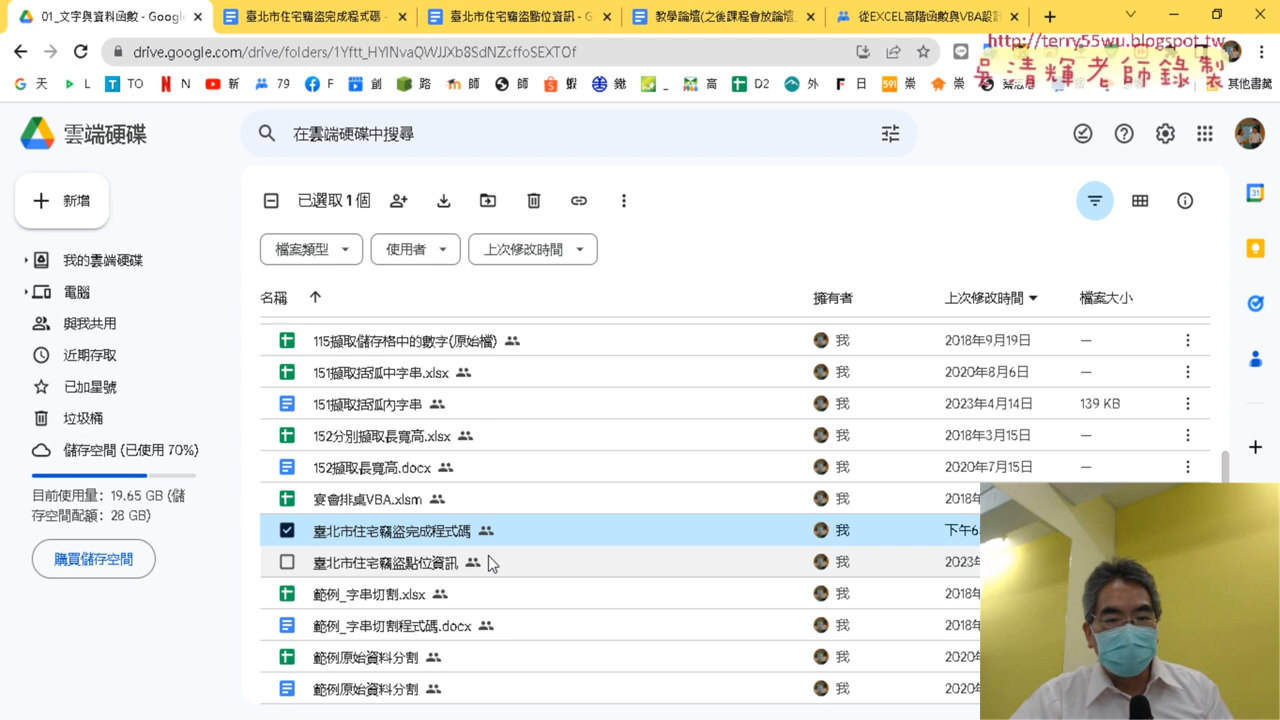 01_文字與資料函數 - Googl
臺北市住宅竊盜完成程式碼 -
臺北市住宅竊盜點位資訊 - Go
教學論壇(之後課程會放論壇
從EXCEL高階函數與VBA設計
drive.google.com/drive/folders/1Yftt_HYINvaQWJJXb8SdNZcffoSEXTOf
http://terry55wu.blogspot.tw
吳清輝老師錄製
天 L TO N 新 79 F 創 路 師 師 蝦 鐵 _ 高 D2 外 日 崇 崇 其他書籤
雲端硬碟
在雲端硬碟中搜尋
新增
已選取 1 個
檔案類型 使用者 上次修改時間
我的雲端硬碟
電腦
與我共用
近期存取
已加星號
垃圾桶
儲存空間 (已使用 70%)
目前使用量：19.65 GB (儲
存空間配額：28 GB)
購買儲存空間
名稱 擁有者 上次修改時間 檔案大小
115擷取儲存格中的數字(原始檔) 我 2018年9月19日 —
151擷取括弧中字串.xlsx 我 2020年8月6日 —
151擷取括弧內字串 我 2023年4月14日 139 KB
152分別擷取長寬高.xlsx 我 2018年3月15日 —
152擷取長寬高.docx 我 2020年7月15日 —
宴會排桌VBA.xlsm 我 2018
臺北市住宅竊盜完成程式碼 我 下午6
臺北市住宅竊盜點位資訊 我 2023
範例_字串切割.xlsx 我 2018
範例_字串切割程式碼.docx 我 2018
範例原始資料分割 我 2020
範例原始資料分割 我 2020